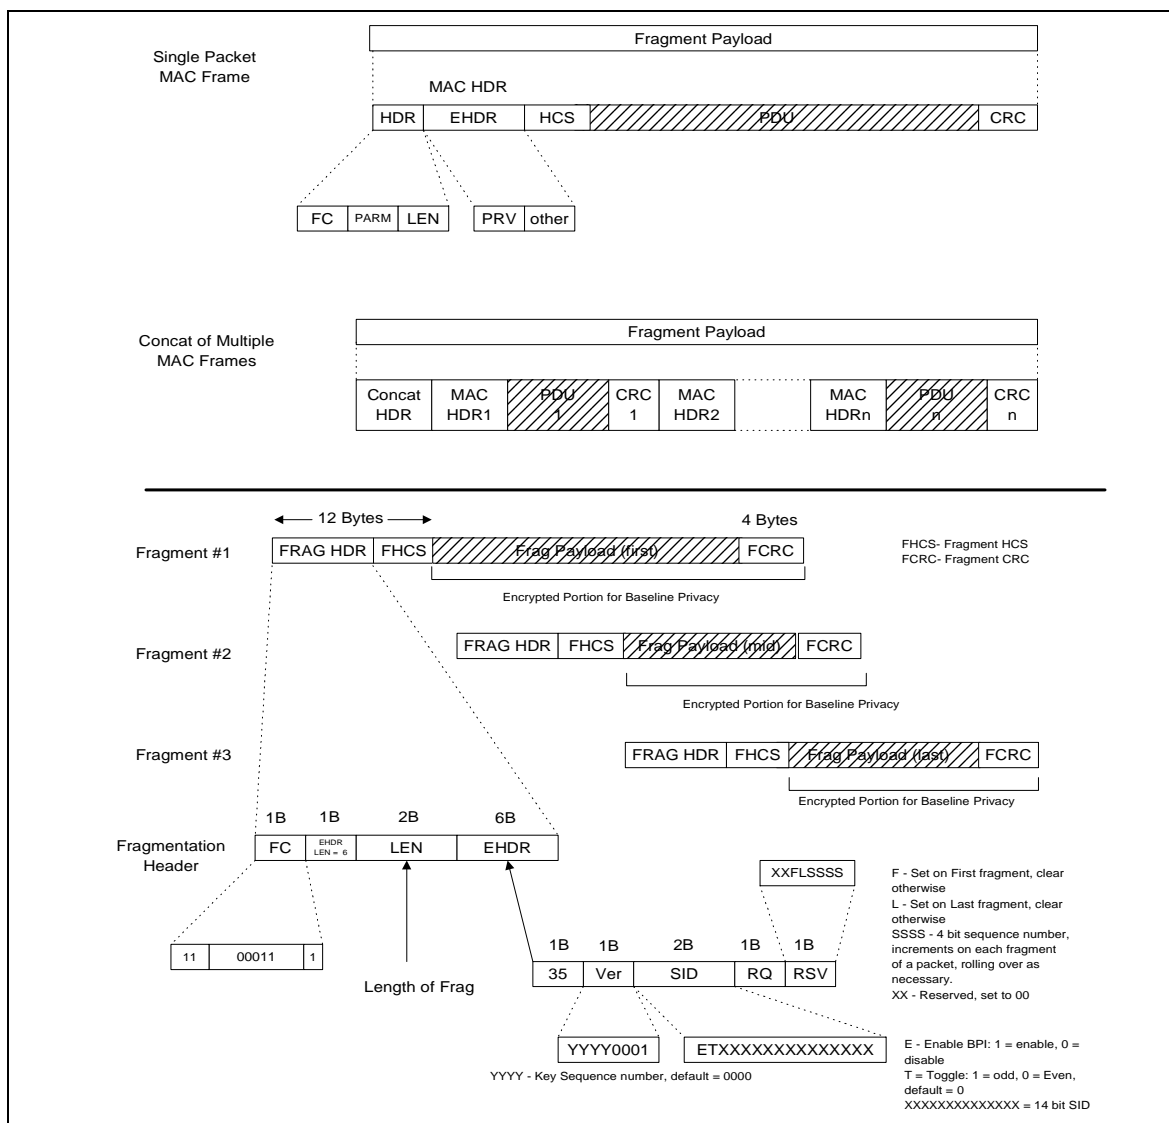 Fragment Payload
Single Packet
MAC Frame
MAC HDR
HDR EHDR HCS PDU CRC
FC PARM LEN PRV other
Fragment Payload
Concat of Multiple
MAC Frames
Concat
HDR
MAC
HDR1
PDU
1
CRC
1
MAC
HDR2
MAC
HDRn
PDU
n
CRC
n
12 Bytes
4 Bytes
Fragment #1
FRAG HDR FHCS Frag Payload (first) FCRC
FHCS- Fragment HCS
FCRC- Fragment CRC
Encrypted Portion for Baseline Privacy
Fragment #2
FRAG HDR FHCS Frag Payload (mid) FCRC
Encrypted Portion for Baseline Privacy
Fragment #3
FRAG HDR FHCS Frag Payload (last) FCRC
Encrypted Portion for Baseline Privacy
1B 1B 2B 6B
Fragmentation
Header
FC
EHDR
LEN = 6
LEN
EHDR
XXFLSSSS
F - Set on First fragment, clear
otherwise
L - Set on Last fragment, clear
otherwise
SSSS - 4 bit sequence number,
increments on each fragment
of a packet, rolling over as
necessary.
XX - Reserved, set to 00
11 00011 1
Length of Frag
1B 1B 2B 1B 1B
35 Ver SID RQ RSV
YYYY0001
ETXXXXXXXXXXXXXX
YYYY - Key Sequence number, default = 0000
E - Enable BPI: 1 = enable, 0 =
disable
T = Toggle: 1 = odd, 0 = Even,
default = 0
XXXXXXXXXXXXXX = 14 bit SID